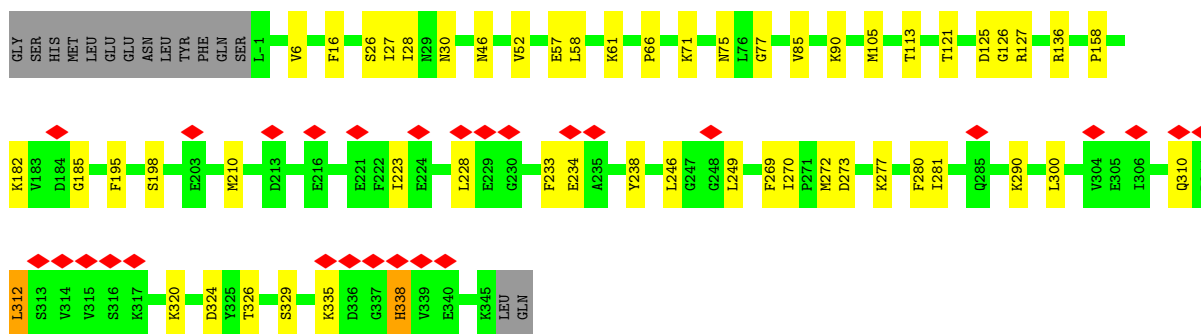 GLY SER HIS MET LEU GLU GLU ASN LEU TYR PHE GLN SER L-1 V6 F16 S26 I27 I28 N29 N30 N46 V52 E57 L58 K61 P66 K71 N75 L76 G77 V85 K90 M105 T113 T121 D125 G126 R127 R136 P158
K182 V183 D184 G185 F195 S198 E203 M210 D213 E216 E221 F222 I223 E224 L228 E229 G230 F233 E234 A235 Y238 L246 G247 G248 L249 F269 I270 P271 M272 D273 K277 F280 I281 Q285 K290 L300 V304 E305 I306 Q310
L312 S313 V314 V315 S316 K317 K320 D324 Y325 T326 S329 K335 D336 G337 H338 V339 E340 K345 LEU GLN